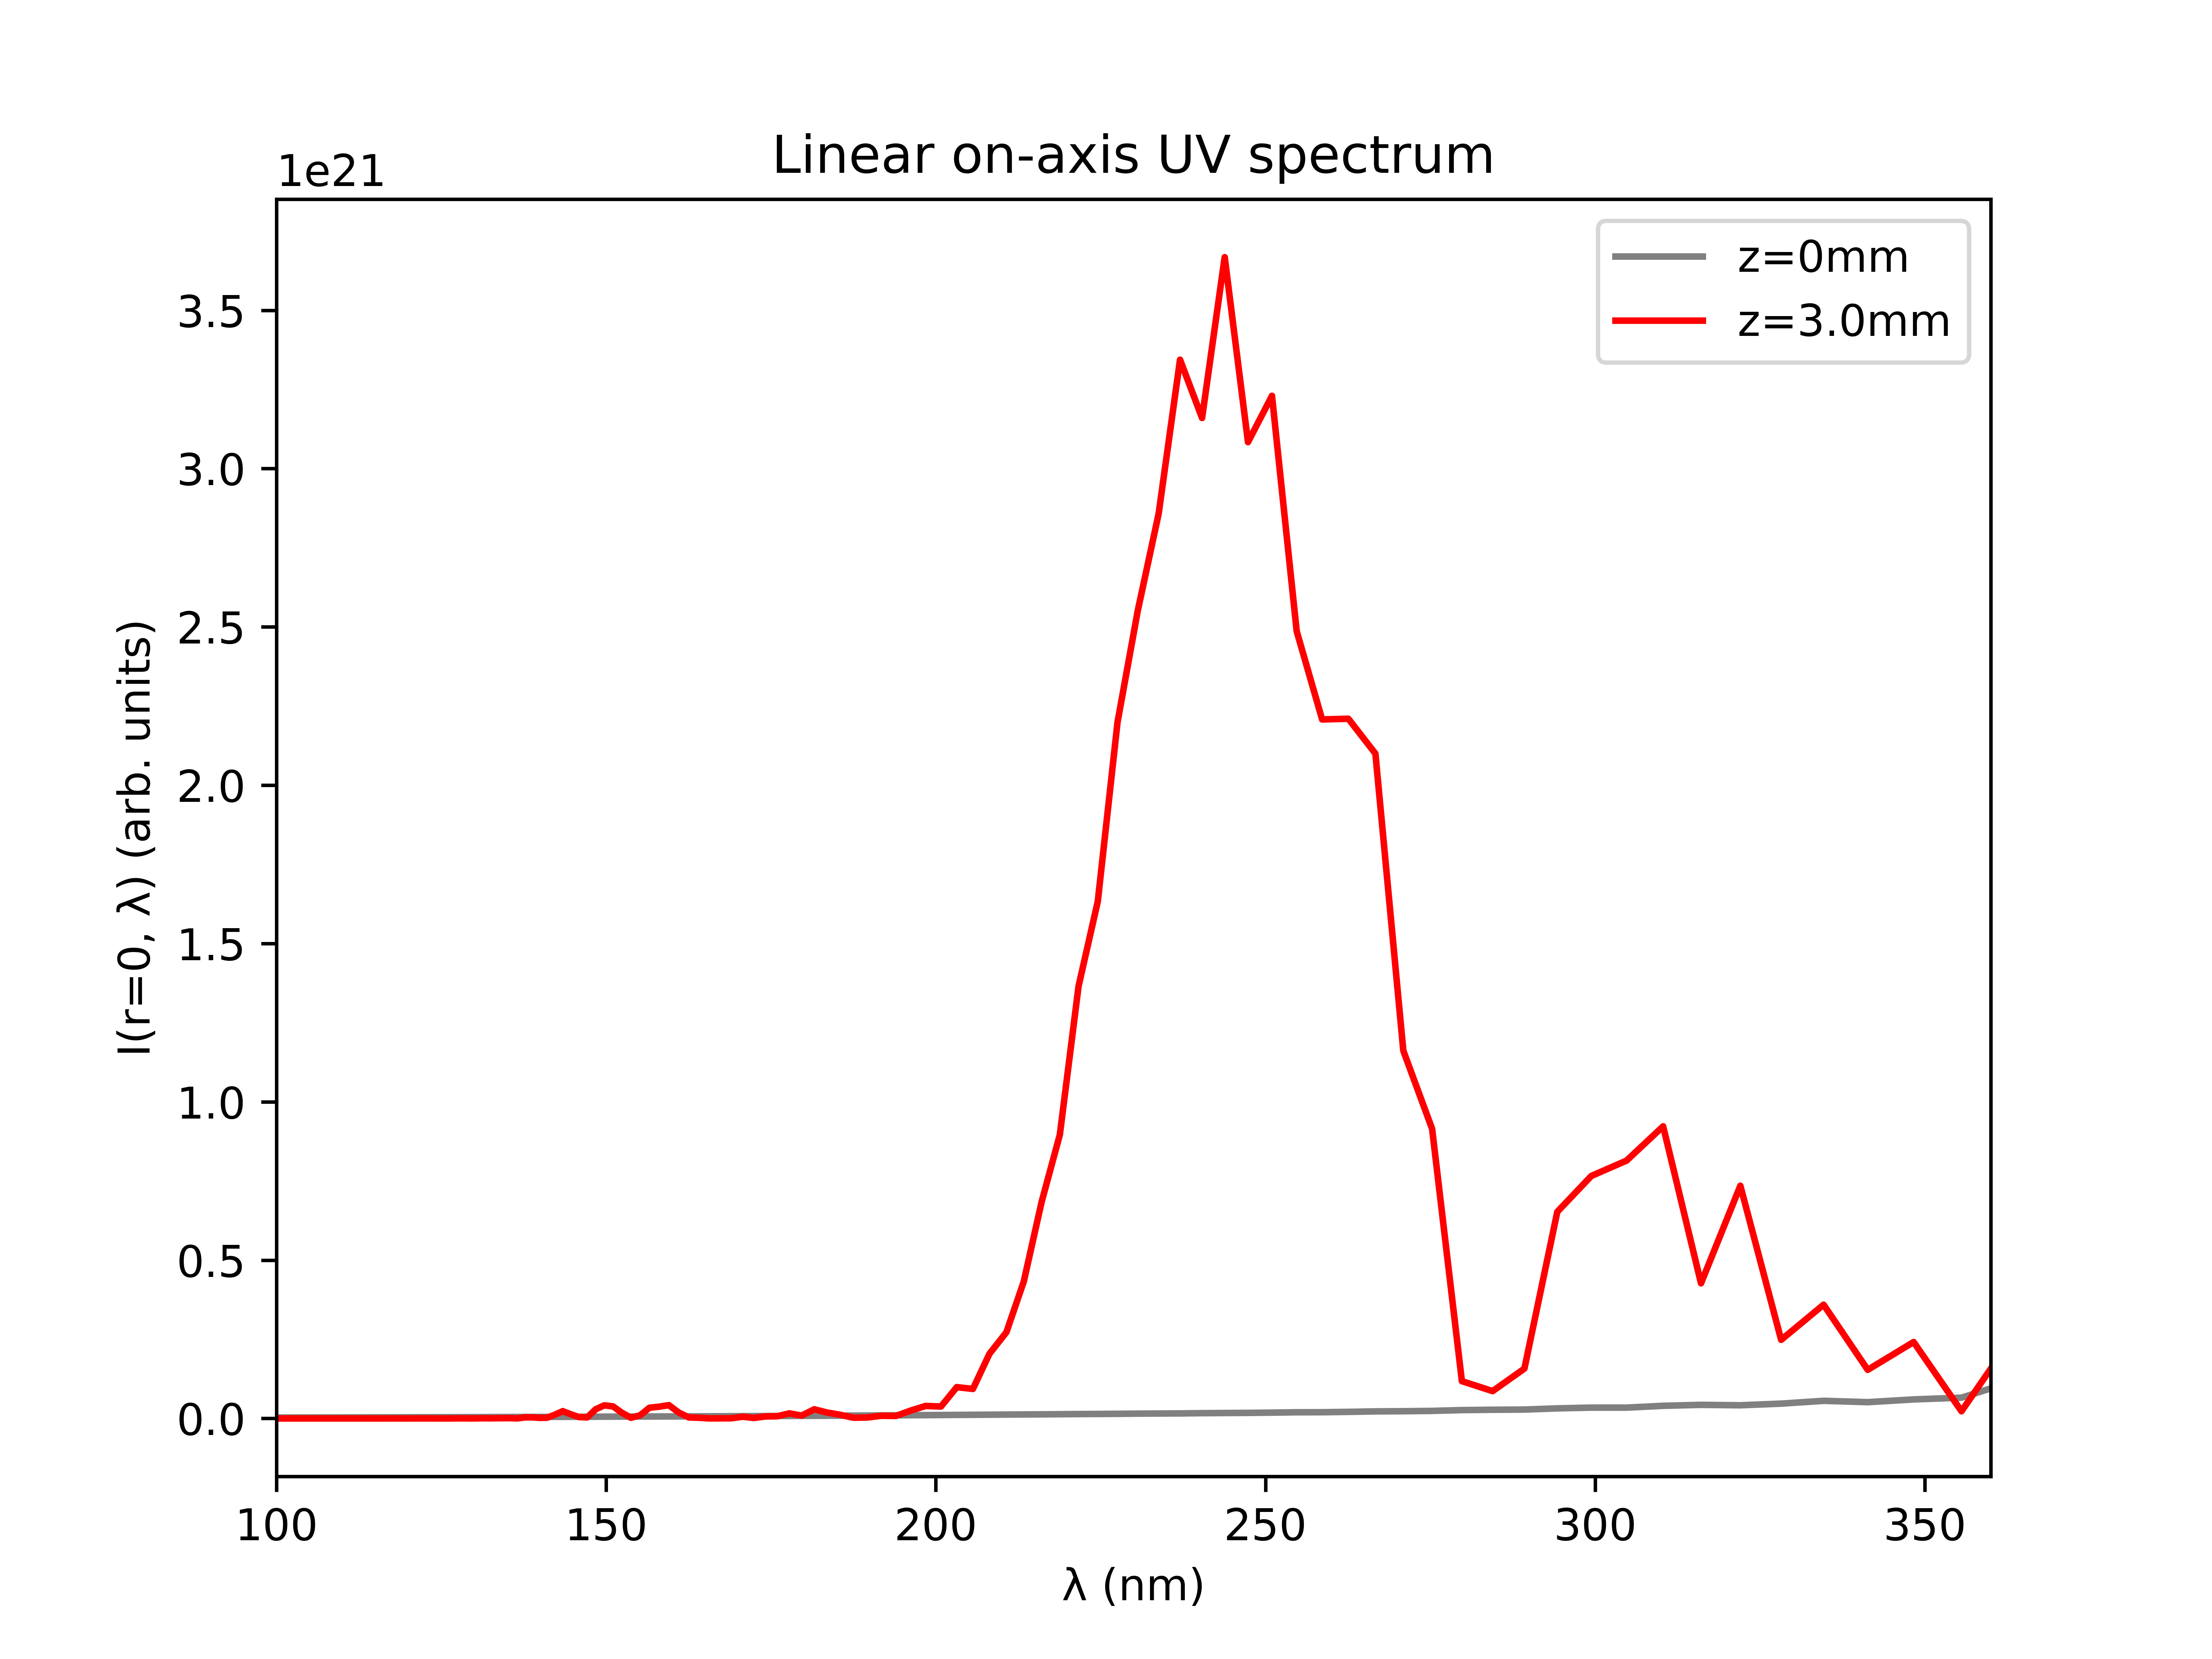 Linear on-axis UV spectrum
1e21
z=0mm
z=3.0mm
3.5
3.0
2.5
2.0
1.5
1.0
0.5
0.0
I(r=0, λ) (arb. units)
100 150 200 250 300 350
λ (nm)